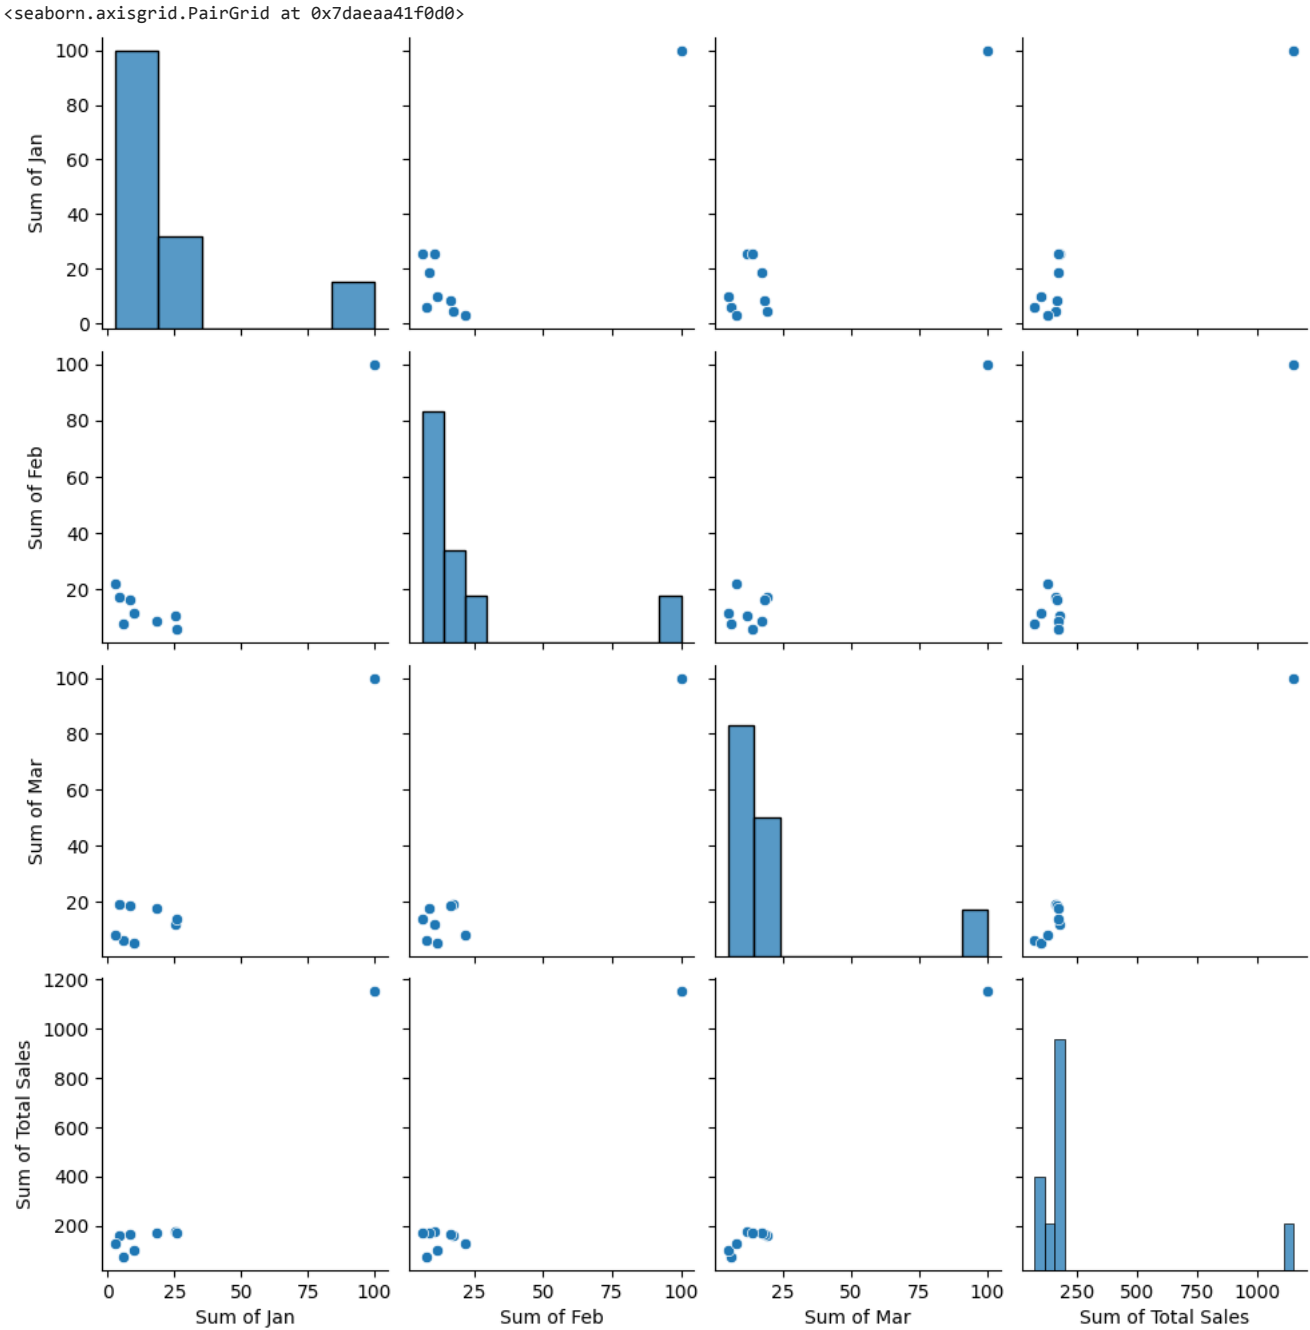 <seaborn.axisgrid.PairGrid at 0x7daeaa41f0d0>
100
80
60
40
20
0
Sum of Jan
100
80
60
40
20
Sum of Feb
100
80
60
40
20
Sum of Mar
1200
1000
800
600
400
200
Sum of Total Sales
0 25 50 75 100
25 50 75 100
25 50 75 100
250 500 750 1000
Sum of Jan
Sum of Feb
Sum of Mar
Sum of Total Sales